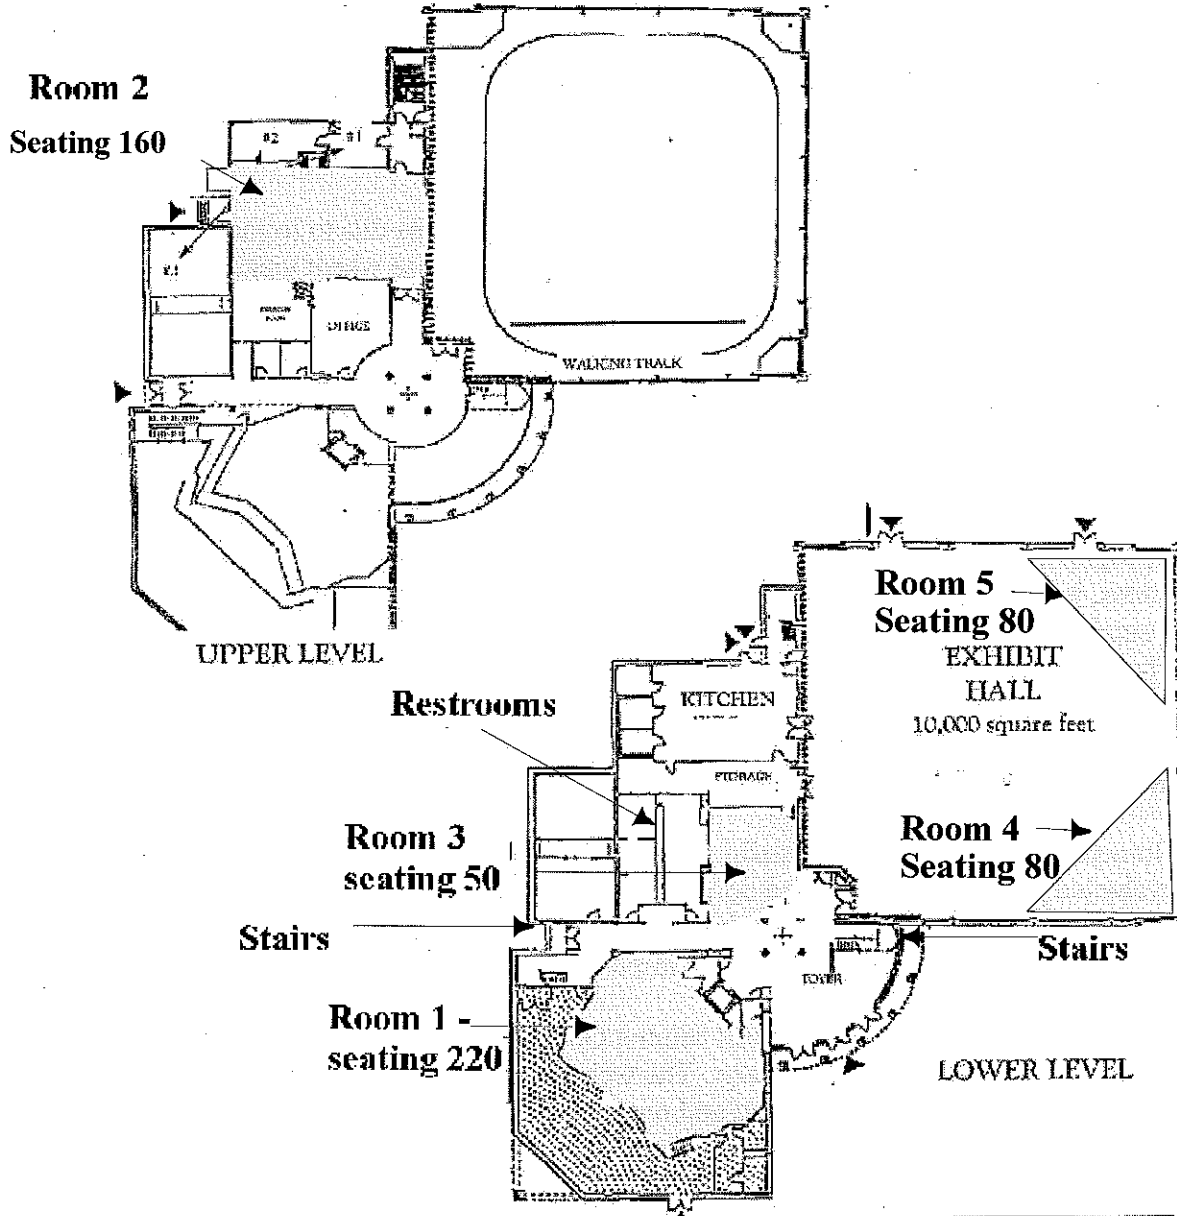 Room 2
Seating 160
#2
#1
OFFICE
WALKING TRACK
UPPER LEVEL
Room 5
Seating 80
EXHIBIT
HALL
10,000 square feet
Restrooms
KITCHEN
STORAGE
Room 3
seating 50
Room 4
Seating 80
Stairs
Stairs
FOYER
Room 1 -
seating 220
LOWER LEVEL